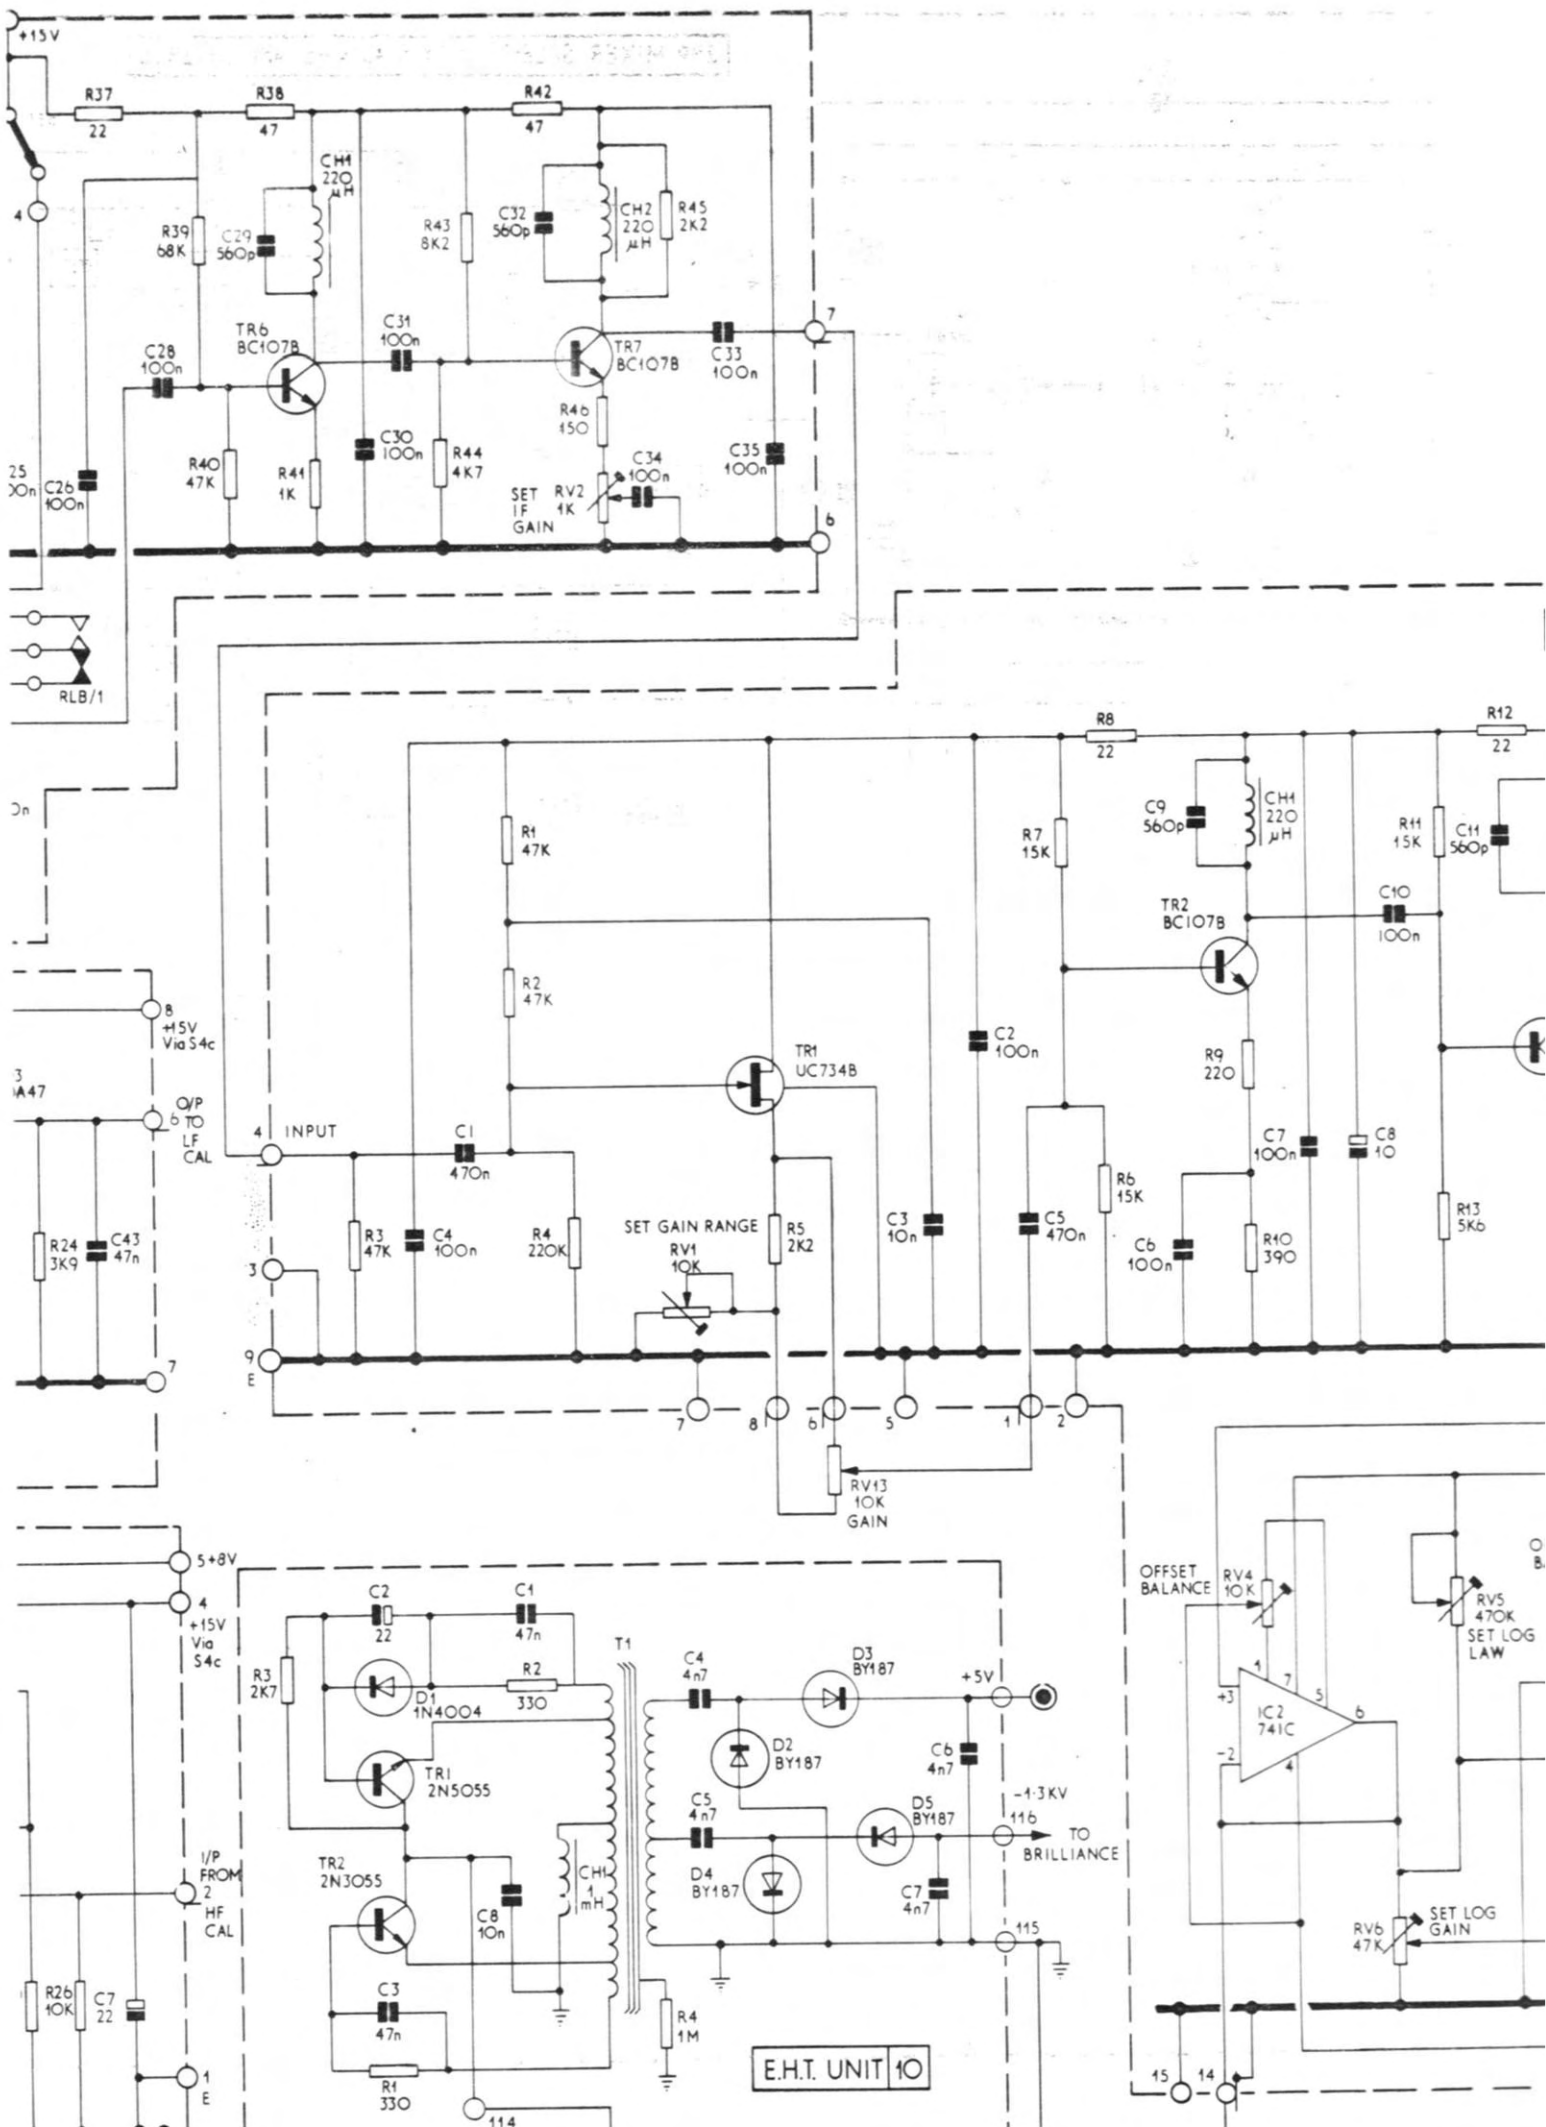 +15V
R37
22
R38
47
R42
47
CH1
220
µH
4
R39
68K
C29
560p
R43
8K2
C32
560p
CH2
220
µH
R45
2K2
7
TR6
BC107B
C31
100n
TR7
BC107B
C33
100n
C28
100n
R46
150
C30
100n
R44
4K7
C34
100n
C35
100n
25
00n
C26
100n
R40
47K
R41
1K
SET
IF
GAIN
RV2
1K
6
RLB/1
R8
22
R12
22
0n
R1
47K
R7
15K
C9
560p
CH1
220
µH
R11
15K
C11
560p
TR2
BC107B
C10
100n
R2
47K
8
+15V
Via S4c
C2
100n
TR1
UC734B
R9
220
3
A47
6
O/P
TO
LF
CAL
4 INPUT
C1
470n
C7
100n
C8
10
R6
15K
R24
3K9
C43
47n
R3
47K
C4
100n
R4
220K
SET GAIN RANGE
RV1
10K
R5
2K2
C3
10n
C5
470n
C6
100n
R10
390
R13
5K6
3
9
E
7
7
8
6
5
1
2
RV13
10K
GAIN
5 +8V
4
+15V
Via
S4c
C2
22
C1
47n
R3
2K7
D1
1N4004
R2
330
T1
C4
4n7
D3
BY187
+5V
OFFSET
BALANCE
RV4
10K
O
B
RV5
470K
SET LOG
LAW
1
7
5
+3
IC2
741C
6
-2
4
TR1
2N5055
D2
BY187
C6
4n7
C5
4n7
D5
BY187
-1·3KV
116
TO
BRILLIANCE
I/P
FROM
2
HF
CAL
TR2
2N3055
C8
10n
CH1
1
mH
D4
BY187
C7
4n7
115
RV6
47K
SET LOG
GAIN
R26
10K
C7
22
C3
47n
R4
1M
R1
330
E.H.T. UNIT 10
1
E
114
15
14